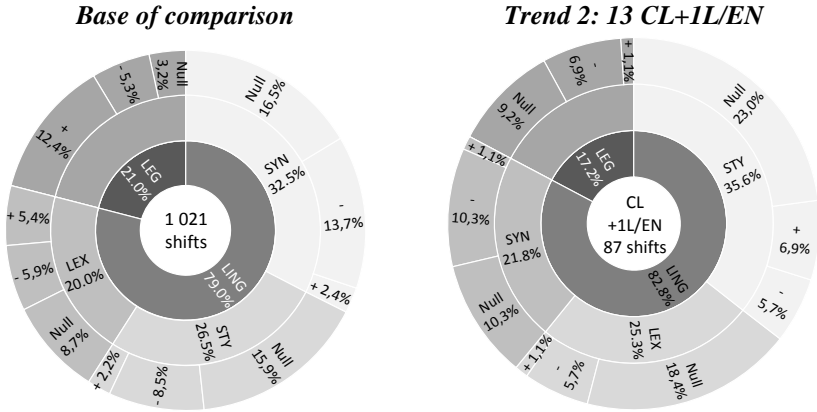 Base of comparison
1 021
shifts
LING
79.0%
LEG
21.0%
SYN
32.5%
STY
26.5%
LEX
20.0%
Null
16,5%
-
13,7%
+ 2,4%
Null
15,9%
- 8,5%
+ 2,2%
Null
8,7%
- 5,9%
+ 5,4%
+
12,4%
- 5,3%
Null
3,2%
Trend 2: 13 CL+1L/EN
CL
+1L/EN
87 shifts
LING
82.8%
LEG
17.2%
STY
35.6%
LEX
25.3%
SYN
21.8%
Null
23,0%
+
6,9%
-
5,7%
Null
18,4%
-
5,7%
+ 1,1%
Null
10,3%
-
10,3%
+ 1,1%
Null
9,2%
-
6,9%
+ 1,1%